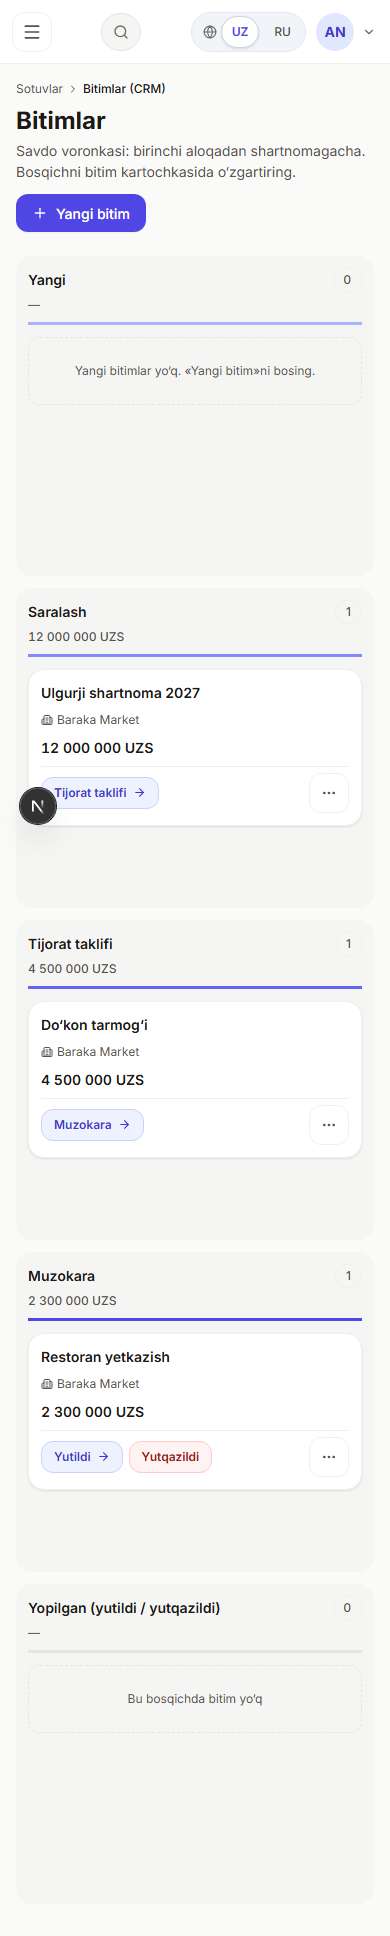 UZ RU AN
Sotuvlar > Bitimlar (CRM)
Bitimlar
Savdo voronkasi: birinchi aloqadan shartnomagacha.
Bosqichni bitim kartochkasida o‘zgartiring.
+ Yangi bitim
Yangi 0
—
Yangi bitimlar yo‘q. «Yangi bitim»ni bosing.
Saralash 1
12 000 000 UZS
Ulgurji shartnoma 2027
Baraka Market
12 000 000 UZS
Tijorat taklifi →
N
Tijorat taklifi 1
4 500 000 UZS
Do‘kon tarmog‘i
Baraka Market
4 500 000 UZS
Muzokara →
Muzokara 1
2 300 000 UZS
Restoran yetkazish
Baraka Market
2 300 000 UZS
Yutildi → Yutqazildi
Yopilgan (yutildi / yutqazildi) 0
—
Bu bosqichda bitim yo‘q